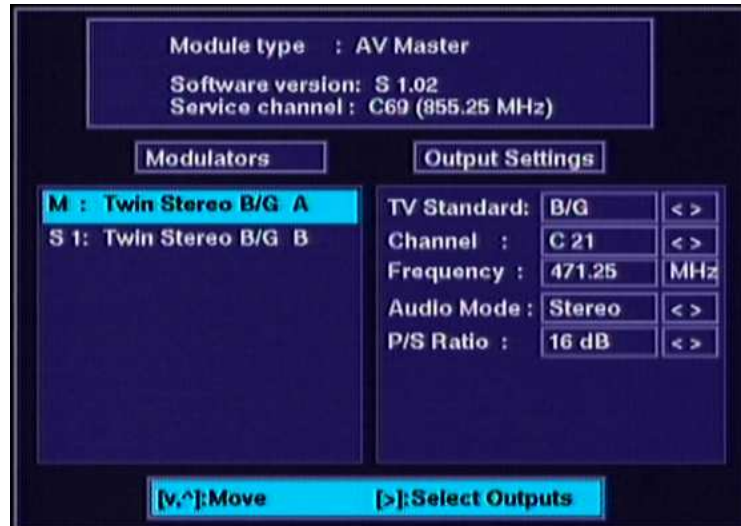 Module type : AV Master
Software version: S 1.02
Service channel : C69 (855.25 MHz)
Modulators
Output Settings
M : Twin Stereo B/G A
S 1: Twin Stereo B/G B
TV Standard: B/G < >
Channel : C 21 < >
Frequency : 471.25 MHz
Audio Mode : Stereo < >
P/S Ratio : 16 dB < >
[v,^]:Move [>]:Select Outputs